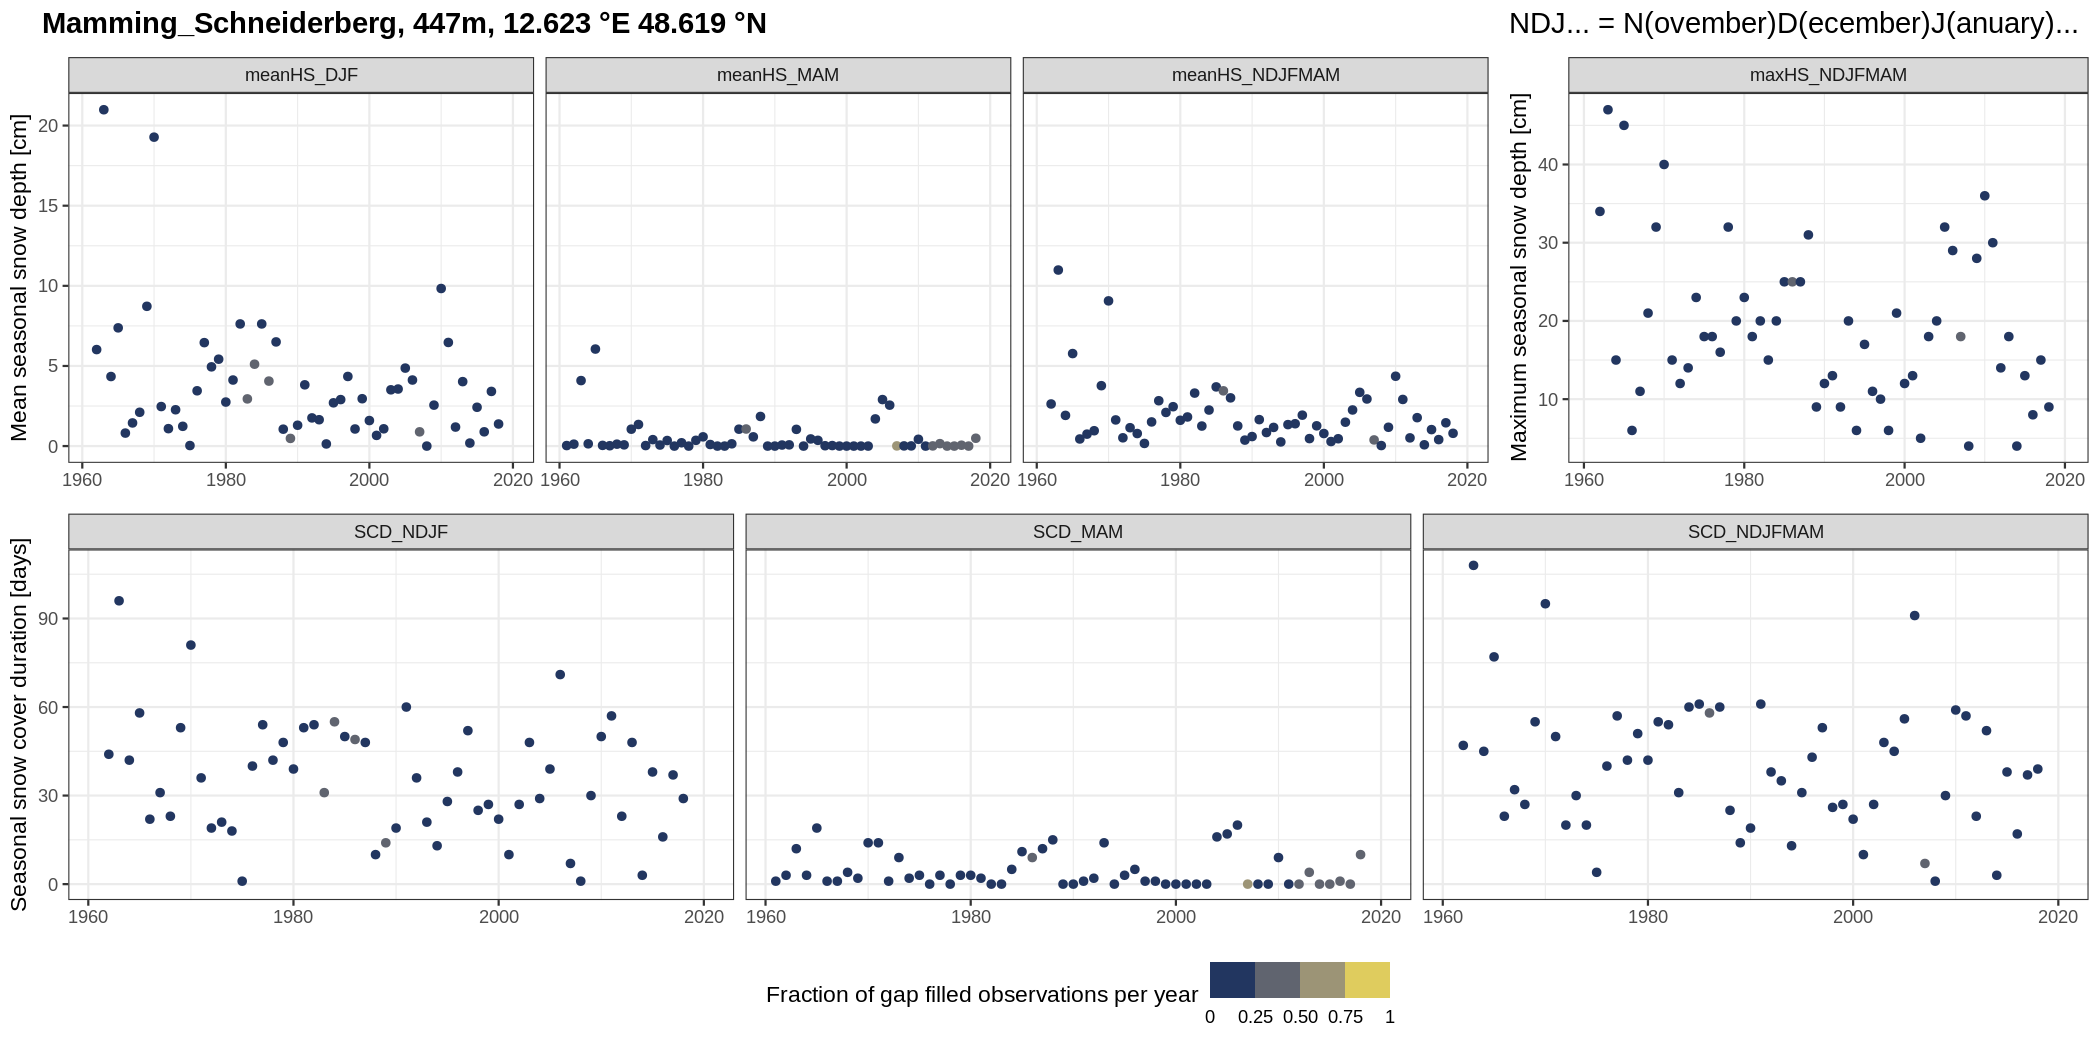 Mamming_Schneiderberg, 447m, 12.623 °E 48.619 °N
NDJ... = N(ovember)D(ecember)J(anuary)...
meanHS_DJF
meanHS_MAM
meanHS_NDJFMAM
maxHS_NDJFMAM
Mean seasonal snow depth [cm]
20
15
10
5
0
1960 1980 2000 2020
1960 1980 2000 2020
1960 1980 2000 2020
Maximum seasonal snow depth [cm]
40
30
20
10
1960 1980 2000 2020
SCD_NDJF
SCD_MAM
SCD_NDJFMAM
Seasonal snow cover duration [days]
90
60
30
0
1960 1980 2000 2020
1960 1980 2000 2020
1960 1980 2000 2020
Fraction of gap filled observations per year
0 0.25 0.50 0.75 1